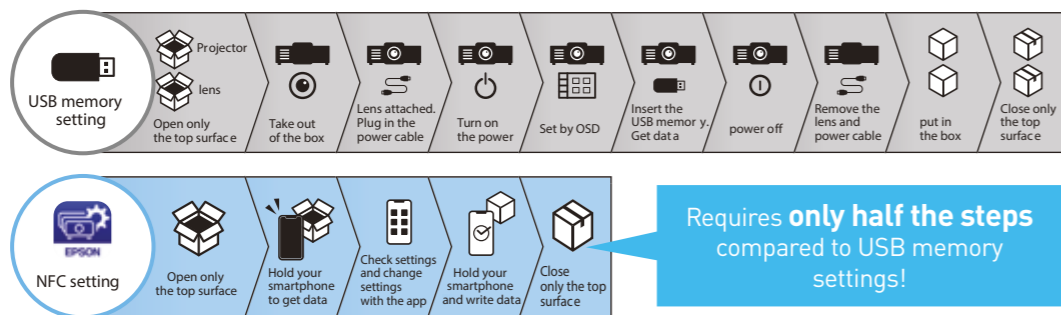 USB memory
setting
Projector
lens
Open only
the top surface
Take out
of the box
Lens attached.
Plug in the
power cable
Turn on
the power
Set by OSD
Insert the
USB memor y.
Get data
power off
Remove the
lens and
power cable
put in
the box
Close only
the top
surface
EPSON
NFC setting
Open only
the top surface
Hold your
smartphone
to get data
Check settings
and change
settings
with the app
Hold your
smartphone
and write data
Close
only the top
surface
Requires only half the steps
compared to USB memory
settings!